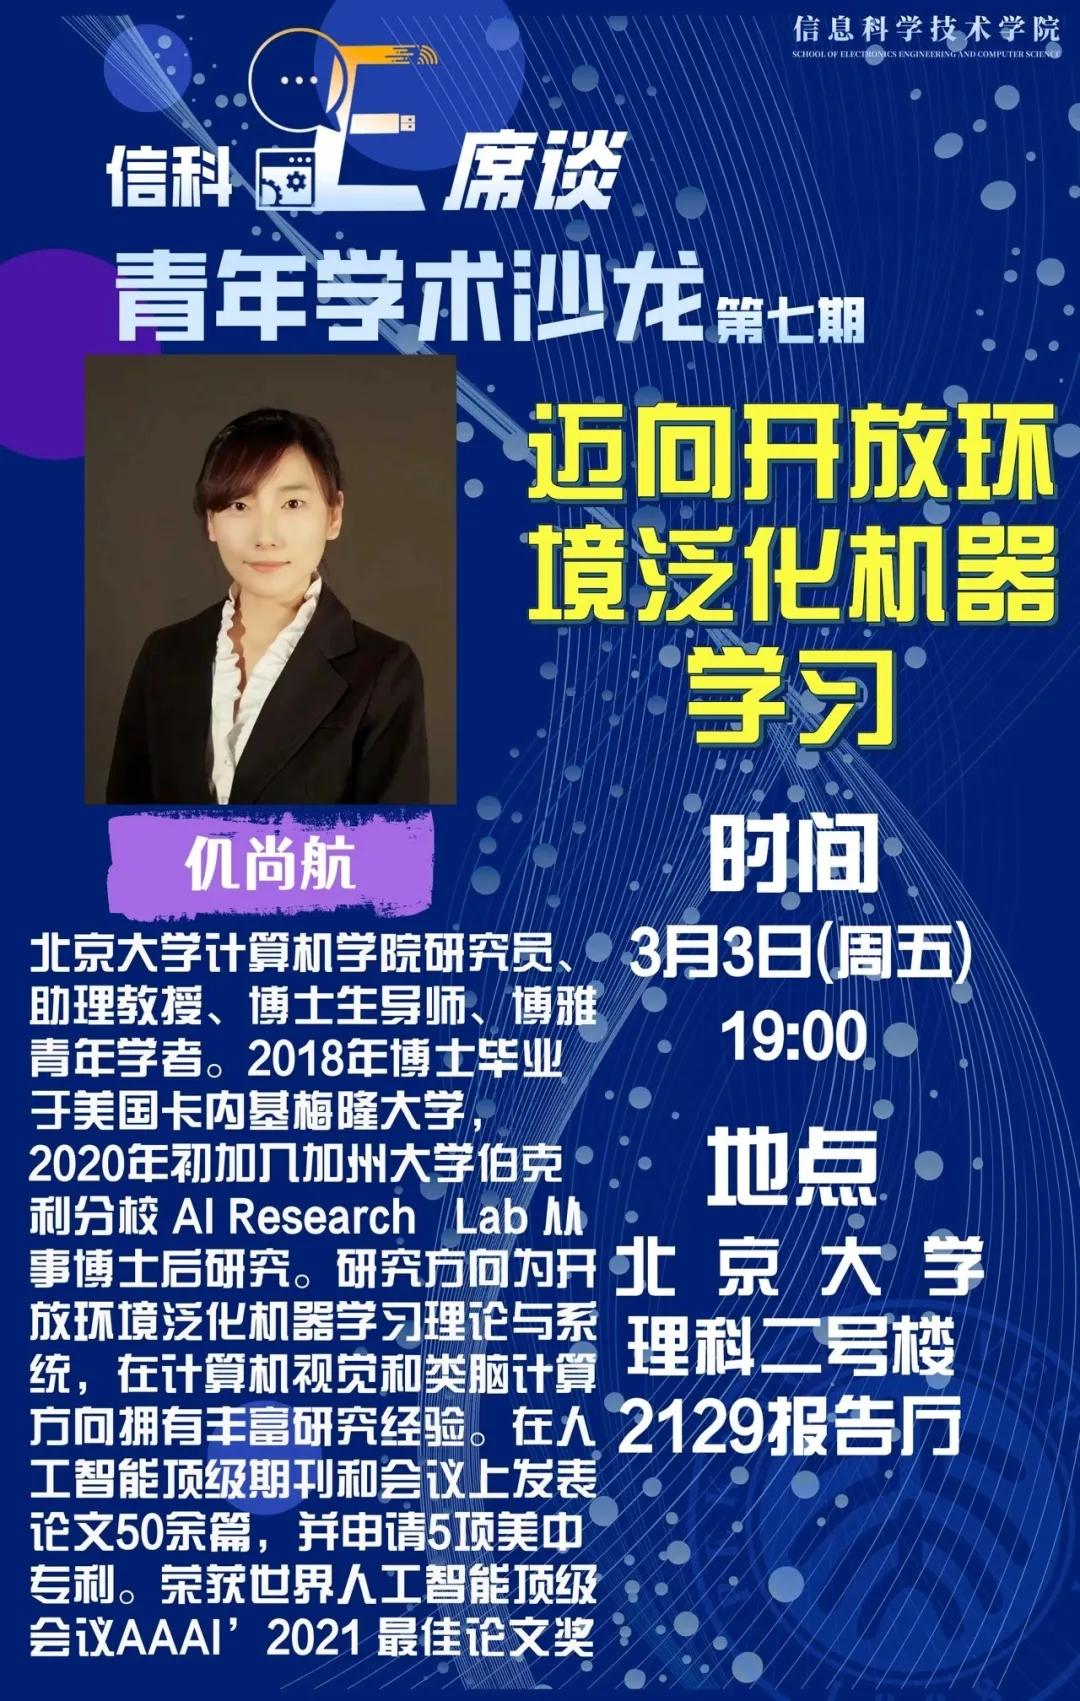 信息科学技术学院
SCHOOL OF ELECTRONICS ENGINEERING AND COMPUTER SCIENCE
信科E席谈
青年学术沙龙 第七期
迈向开放环
境泛化机器
学习
仉尚航
北京大学计算机学院研究员、
助理教授、博士生导师、博雅
青年学者。2018年博士毕业
于美国卡内基梅隆大学，
2020年初加入加州大学伯克
利分校 AI Research Lab 从
事博士后研究。研究方向为开
放环境泛化机器学习理论与系
统，在计算机视觉和类脑计算
方向拥有丰富研究经验。在人
工智能顶级期刊和会议上发表
论文50余篇，并申请5项美中
专利。荣获世界人工智能顶级
会议AAAI’2021 最佳论文奖
时间
3月3日(周五)
19:00
地点
北京大学
理科二号楼
2129报告厅